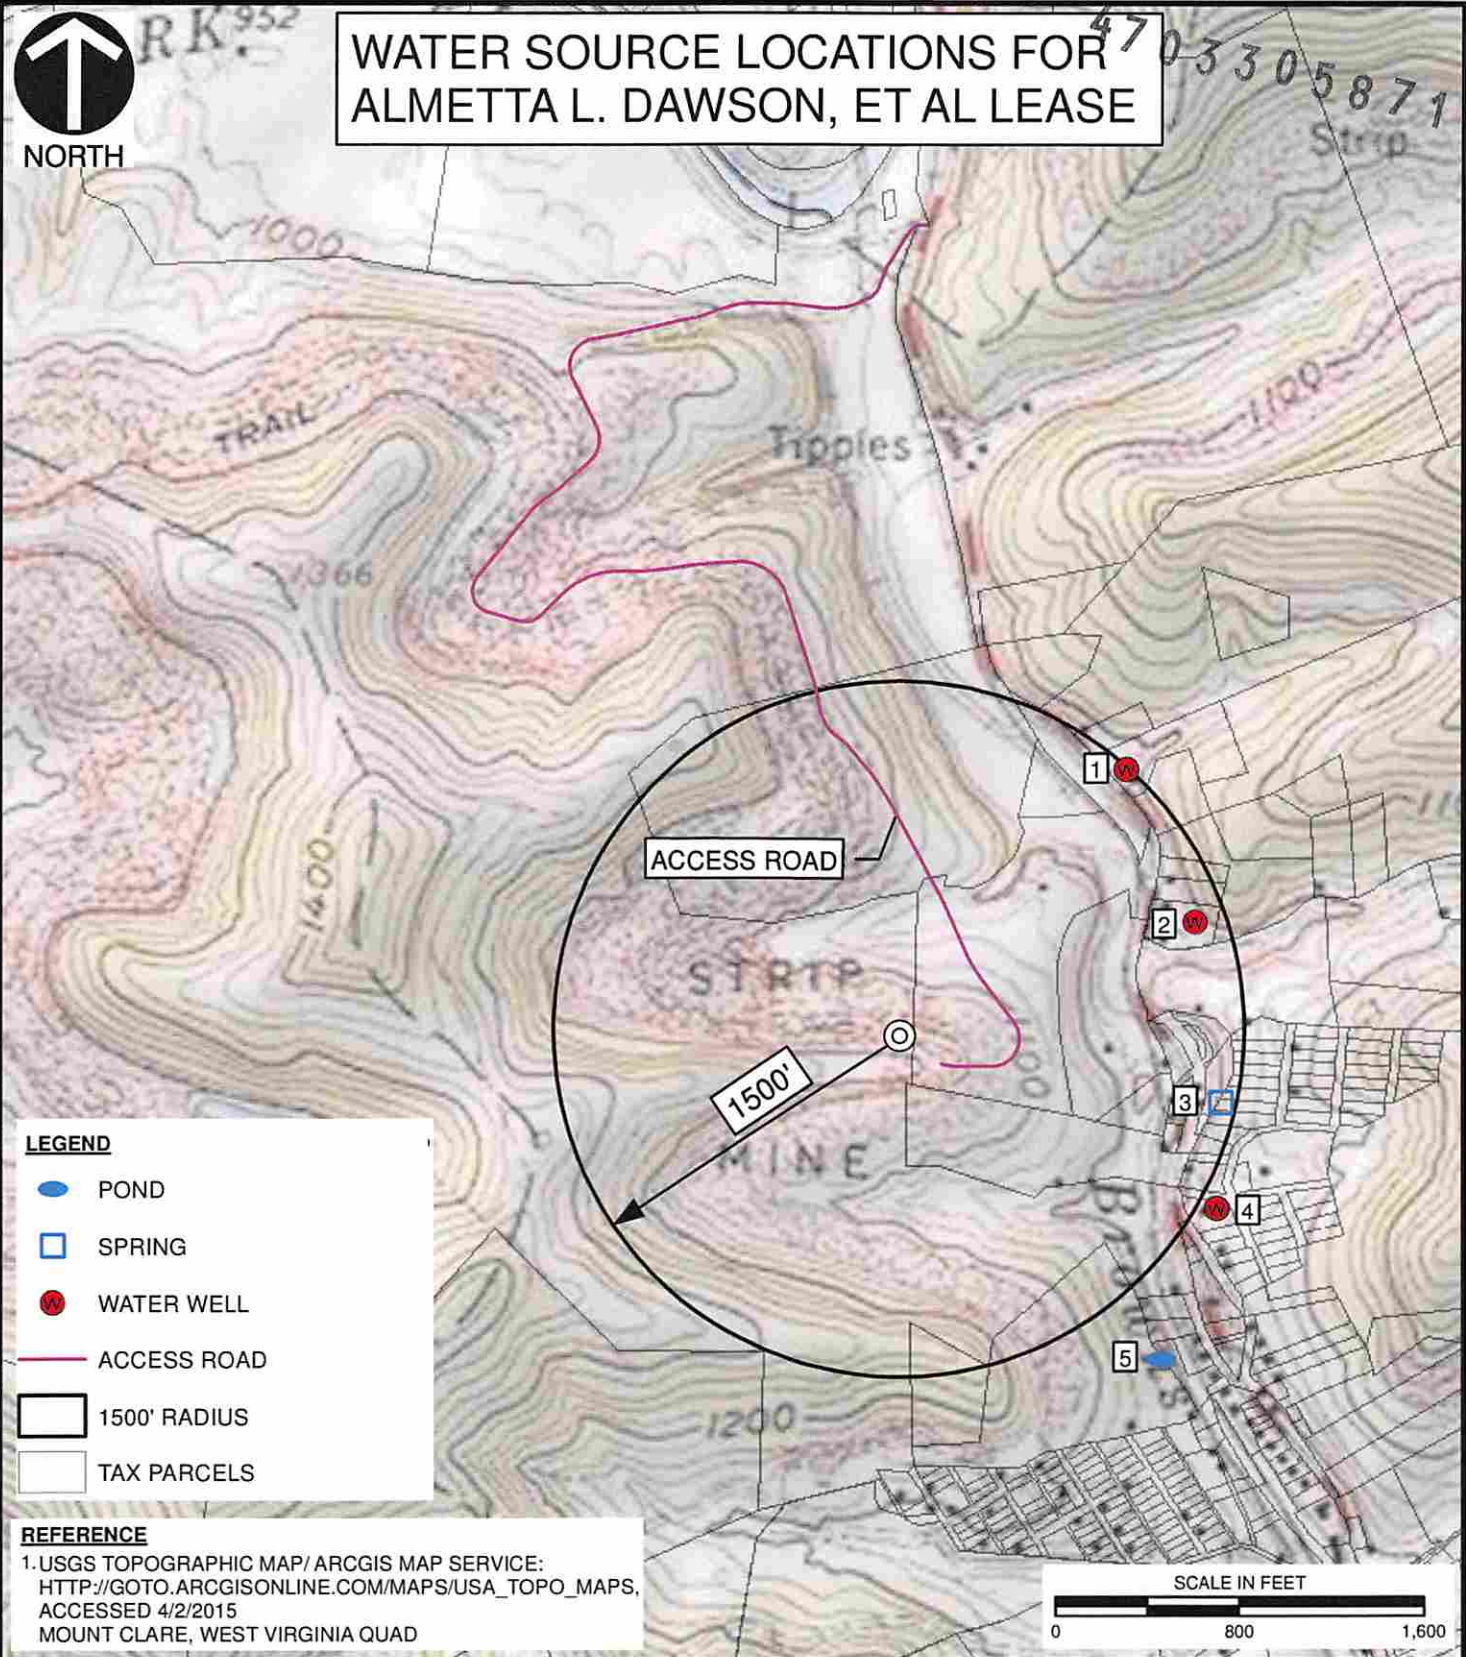 RK.
952
4703305871
WATER SOURCE LOCATIONS FOR
ALMETTA L. DAWSON, ET AL LEASE
NORTH
Strip
1000
1100
TRAIL
Tipples
1366
1
1400
ACCESS ROAD
2
STRIP
1500'
3
MINE
4
5
1200
LEGEND
POND
SPRING
W WATER WELL
ACCESS ROAD
1500' RADIUS
TAX PARCELS
REFERENCE
1. USGS TOPOGRAPHIC MAP/ ARCGIS MAP SERVICE:
HTTP://GOTO.ARCGISONLINE.COM/MAPS/USA_TOPO_MAPS,
ACCESSED 4/2/2015
MOUNT CLARE, WEST VIRGINIA QUAD
SCALE IN FEET
0 800 1,600